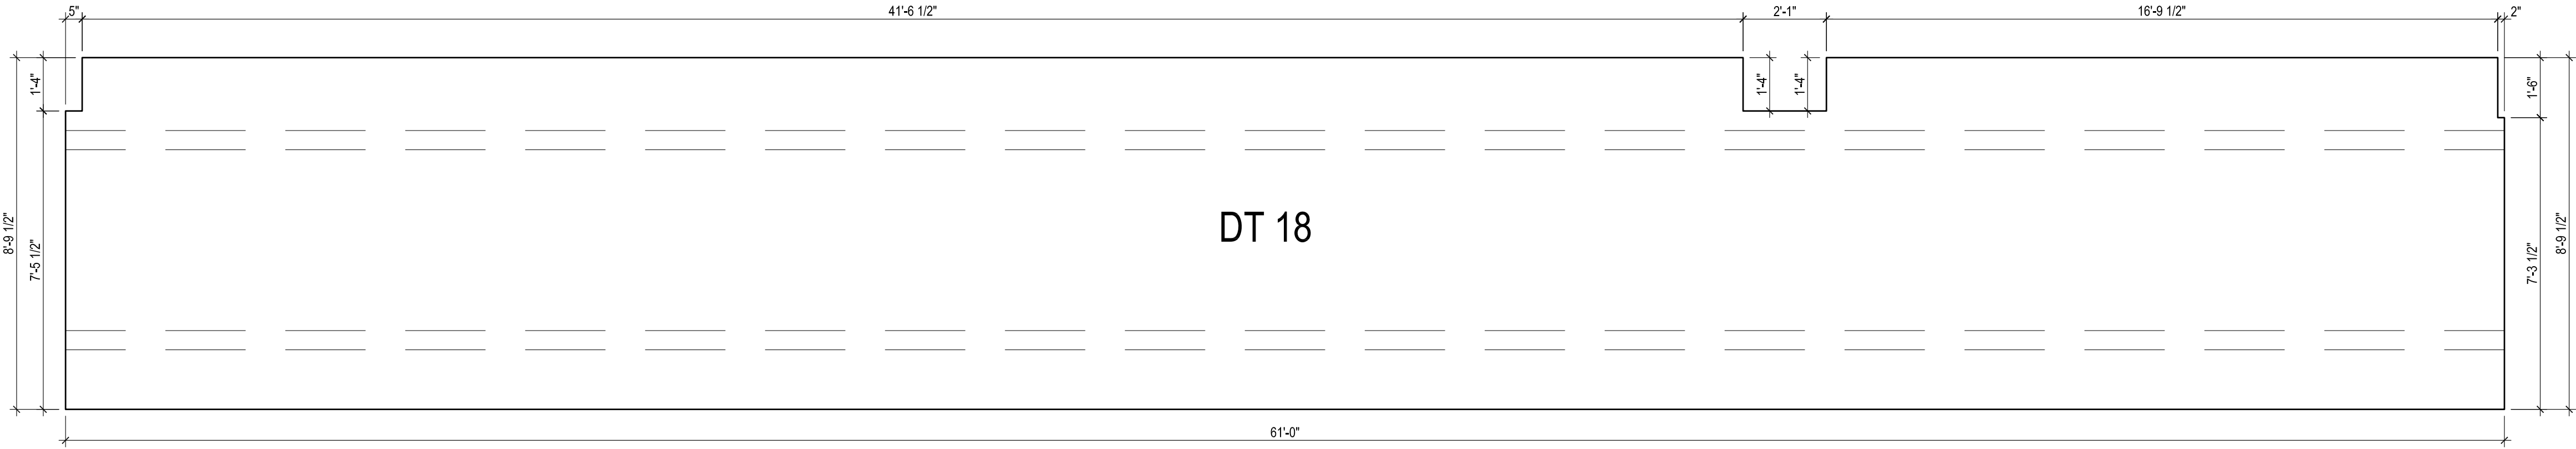 5" 41'-6 1/2" 2'-1" 16'-9 1/2" 2"
1'-4" 1'-4" 1'-4" 1'-6"
8'-9 1/2" 7'-5 1/2" DT 18 7'-3 1/2" 8'-9 1/2"
61'-0"